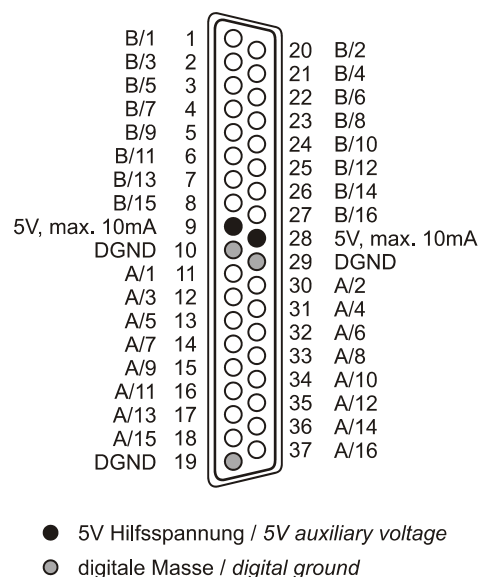 B/1 1
20 B/2
B/3 2
21 B/4
B/5 3
22 B/6
B/7 4
23 B/8
B/9 5
24 B/10
B/11 6
25 B/12
B/13 7
26 B/14
B/15 8
27 B/16
5V, max. 10mA 9
28 5V, max. 10mA
DGND 10
29 DGND
A/1 11
30 A/2
A/3 12
31 A/4
A/5 13
32 A/6
A/7 14
33 A/8
A/9 15
34 A/10
A/11 16
35 A/12
A/13 17
36 A/14
A/15 18
37 A/16
DGND 19
5V Hilfsspannung / 5V auxiliary voltage
digitale Masse / digital ground